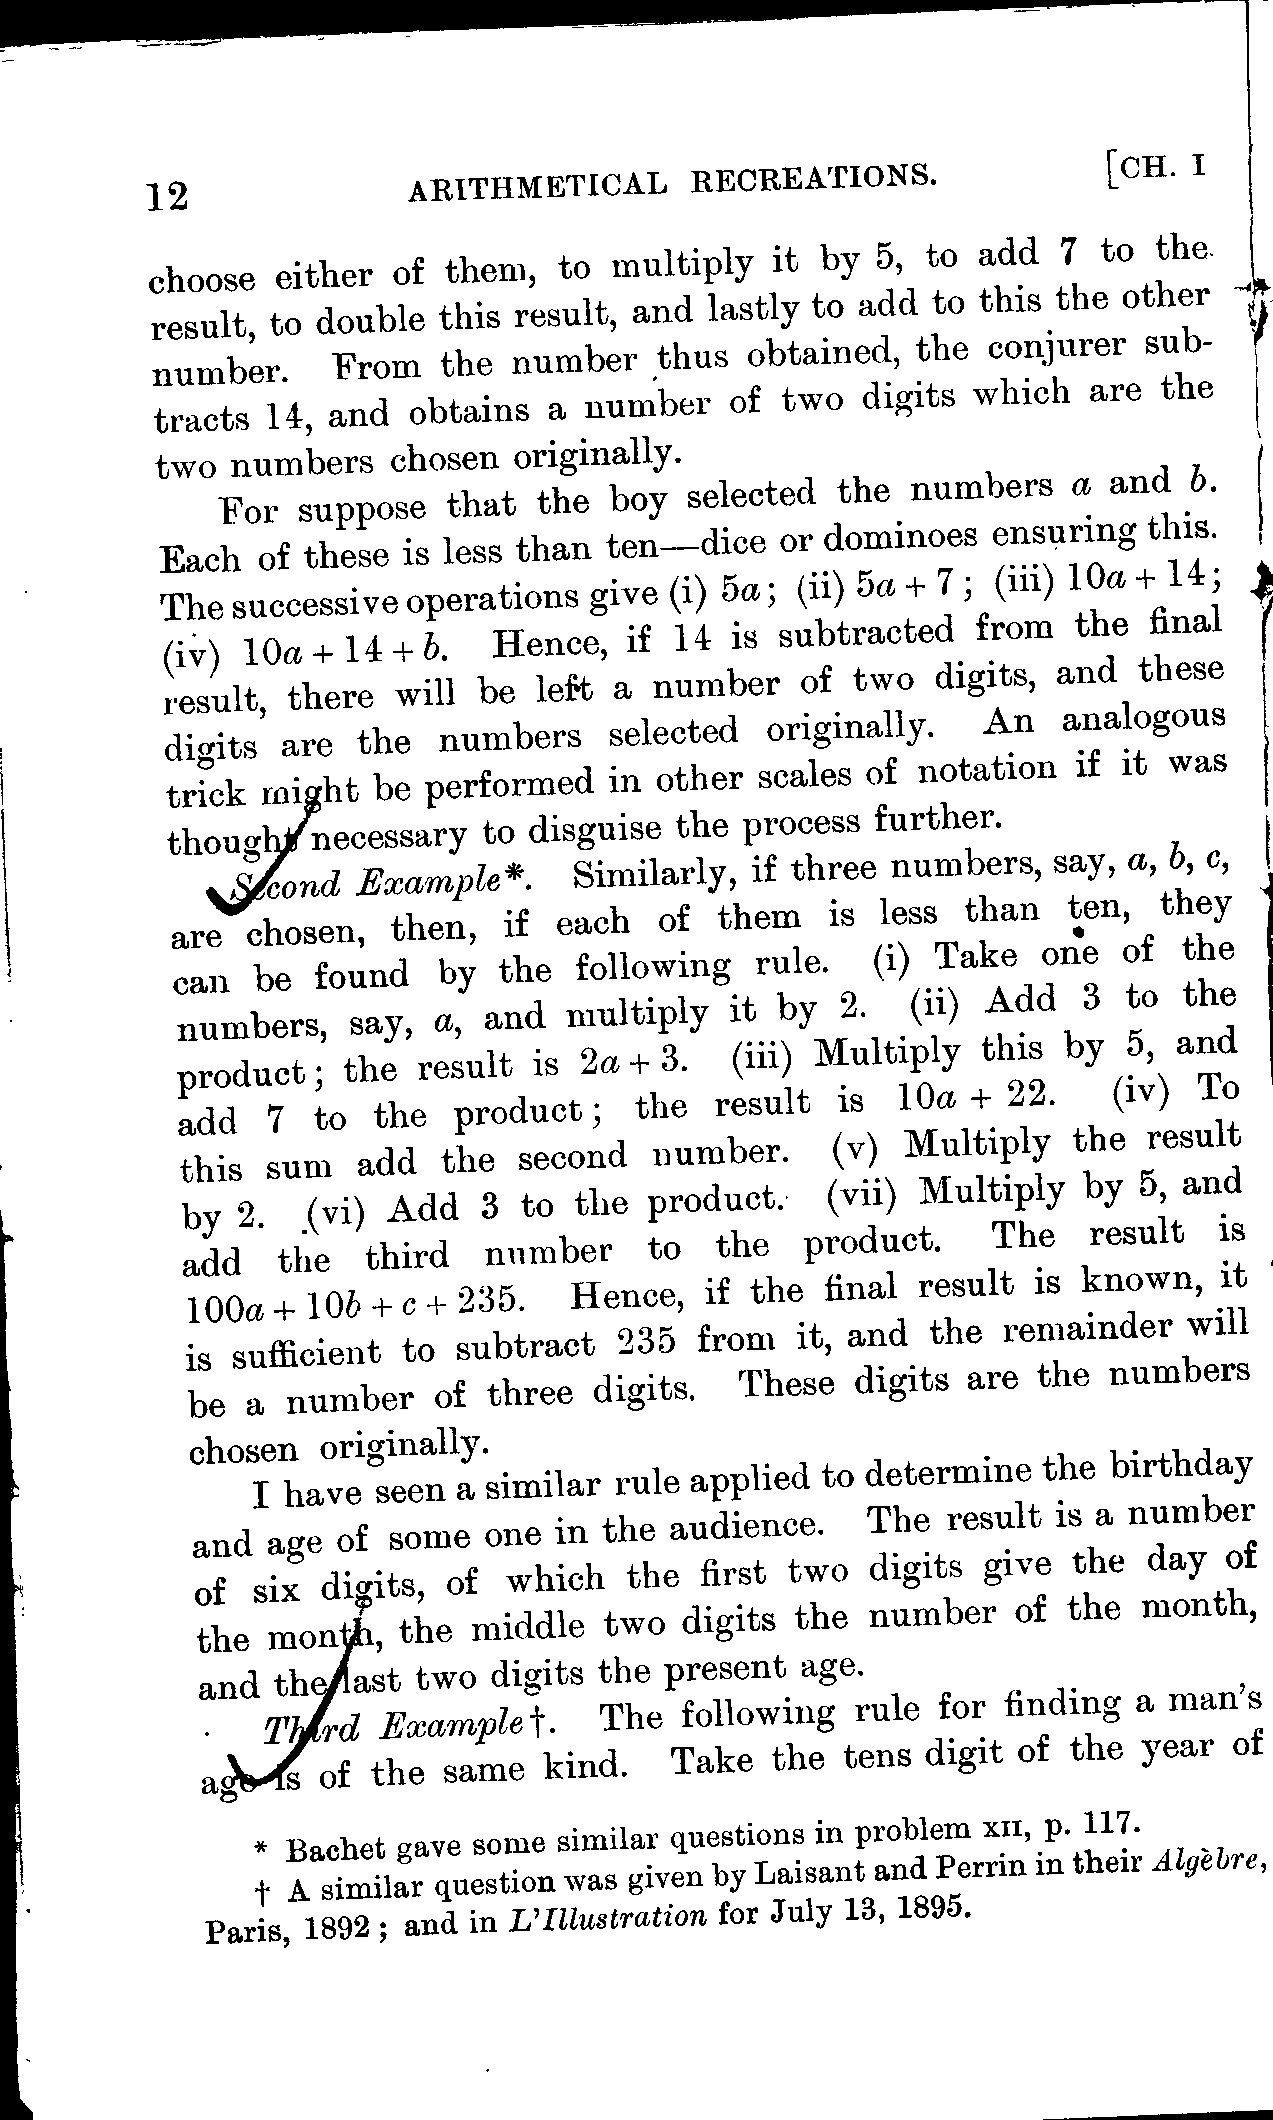 12 ARITHMETICAL RECREATIONS. [CH. I
choose either of them, to multiply it by 5, to add 7 to the
result, to double this result, and lastly to add to this the other
number. From the number thus obtained, the conjurer sub-
tracts 14, and obtains a number of two digits which are the
two numbers chosen originally.
For suppose that the boy selected the numbers a and b.
Each of these is less than ten—dice or dominoes ensuring this.
The successive operations give (i) 5a; (ii) 5a + 7; (iii) 10a + 14;
(iv) 10a + 14 + b. Hence, if 14 is subtracted from the final
result, there will be left a number of two digits, and these
digits are the numbers selected originally. An analogous
trick might be performed in other scales of notation if it was
thought necessary to disguise the process further.
Second Example*. Similarly, if three numbers, say, a, b, c,
are chosen, then, if each of them is less than ten, they
can be found by the following rule. (i) Take one of the
numbers, say, a, and multiply it by 2. (ii) Add 3 to the
product; the result is 2a + 3. (iii) Multiply this by 5, and
add 7 to the product; the result is 10a + 22. (iv) To
this sum add the second number. (v) Multiply the result
by 2. (vi) Add 3 to the product. (vii) Multiply by 5, and
add the third number to the product. The result is
100a + 10b + c + 235. Hence, if the final result is known, it
is sufficient to subtract 235 from it, and the remainder will
be a number of three digits. These digits are the numbers
chosen originally.
I have seen a similar rule applied to determine the birthday
and age of some one in the audience. The result is a number
of six digits, of which the first two digits give the day of
the month, the middle two digits the number of the month,
and the last two digits the present age.
Third Example†. The following rule for finding a man's
age is of the same kind. Take the tens digit of the year of
* Bachet gave some similar questions in problem XII, p. 117.
† A similar question was given by Laisant and Perrin in their Algèbre,
Paris, 1892; and in L'Illustration for July 13, 1895.